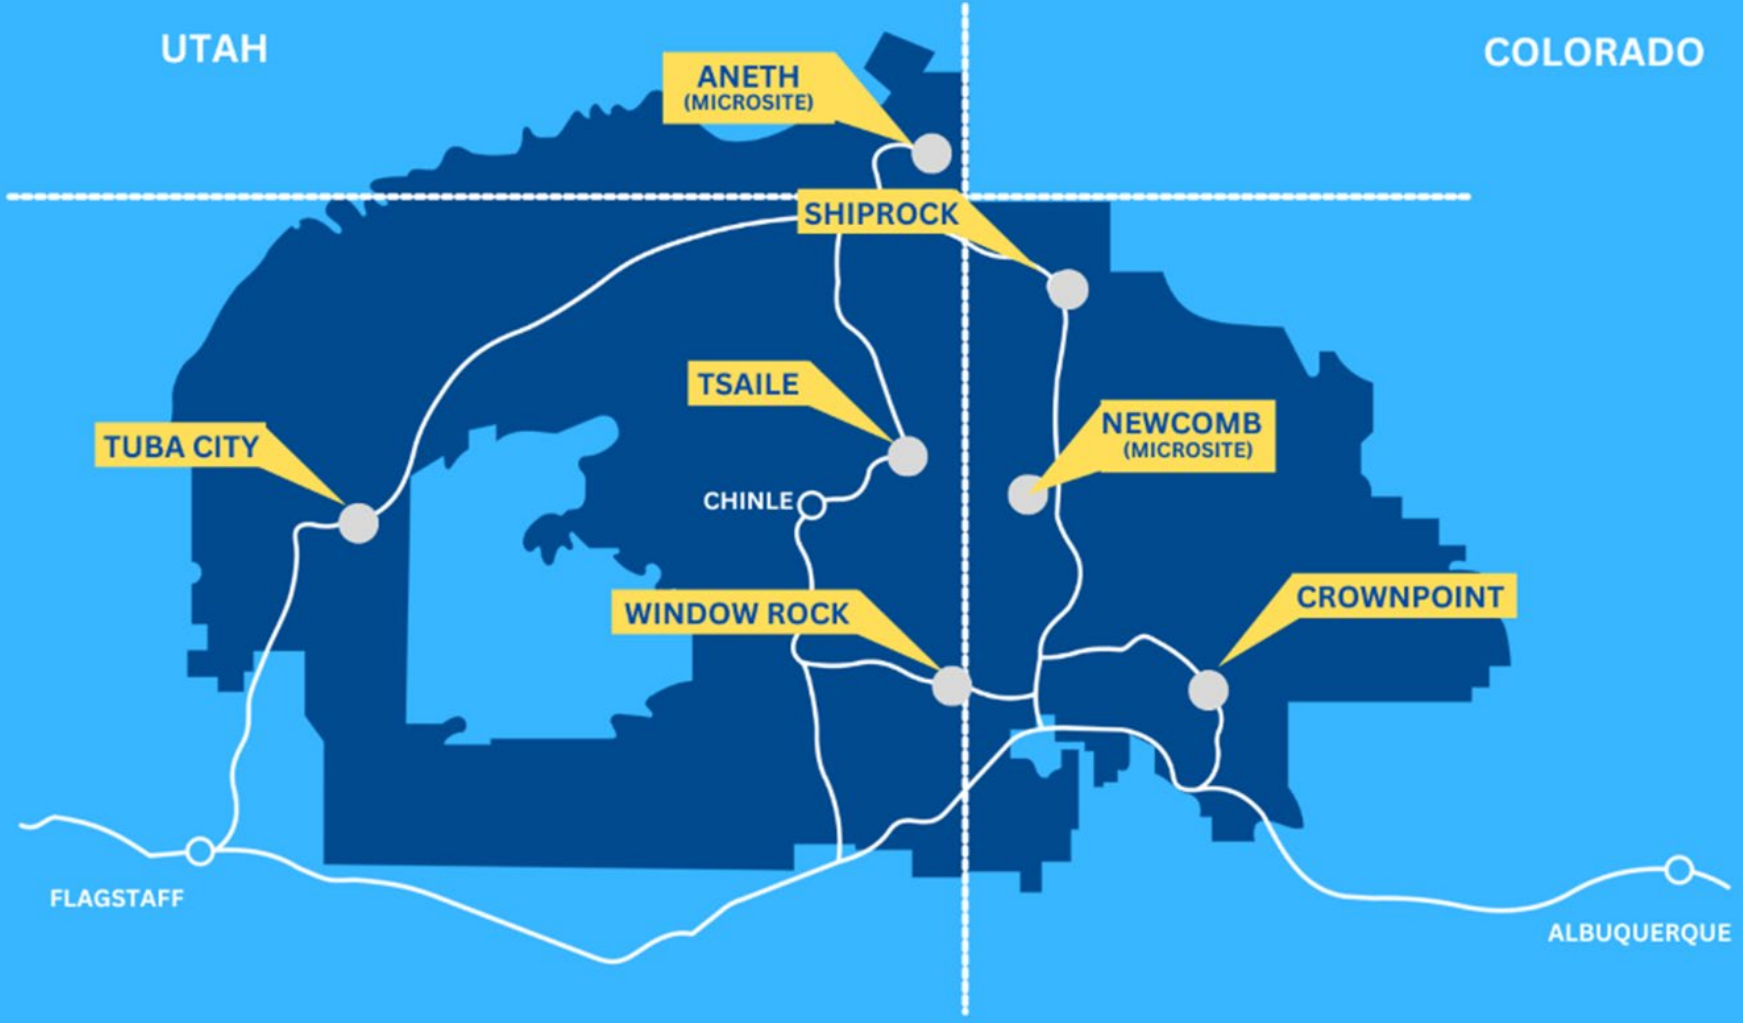 UTAH
COLORADO
ANETH
(MICROSITE)
SHIPROCK
TSAILE
NEWCOMB
(MICROSITE)
TUBA CITY
CHINLE
WINDOW ROCK
CROWNPOINT
FLAGSTAFF
ALBUQUERQUE